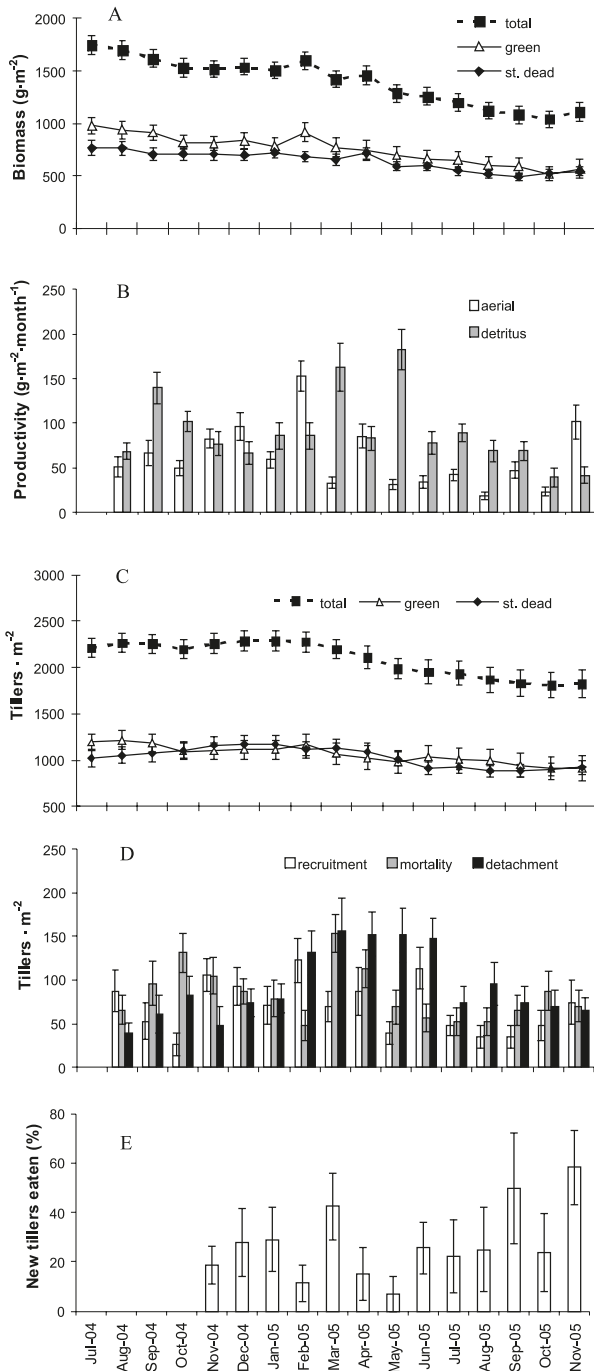 A
2000
1500
1000
500
0
Biomass (g·m⁻²)
total
green
st. dead
B
250
200
150
100
50
0
Productivity (g·m⁻²·month⁻¹)
aerial
detritus
C
3000
2500
2000
1500
1000
500
Tillers · m⁻²
total
green
st. dead
D
250
200
150
100
50
0
Tillers · m⁻²
recruitment
mortality
detachment
E
80
60
40
20
0
New tillers eaten (%)
Jul-04
Aug-04
Sep-04
Oct-04
Nov-04
Dec-04
Jan-05
Feb-05
Mar-05
Apr-05
May-05
Jun-05
Jul-05
Aug-05
Sep-05
Oct-05
Nov-05